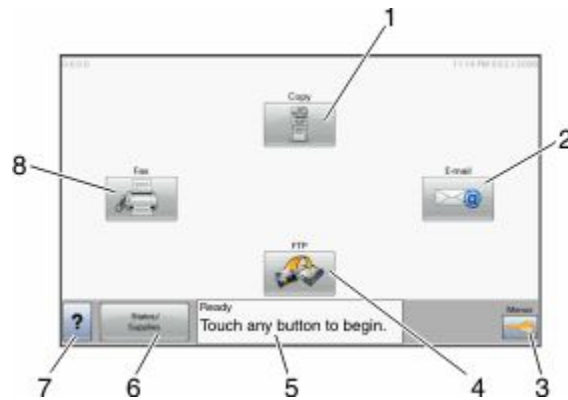 1
Copy
8
Fax
E-mail
2
FTP
?
Status/
Supplies
Ready
Touch any button to begin.
Menus
7
6
5
4
3